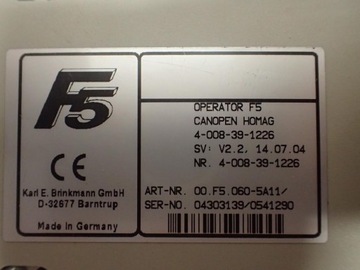 F5
OPERATOR F5
CANOPEN HOMAG
4-008-39-1226
SV: V2.2, 14.07.04
NR. 4-008-39-1226
CE
Karl E. Brinkmann GmbH
D-32677 Barntrup
Made in Germany
ART-NR. 00.F5.060-5A11/
SER-NO. 04303139/0541290